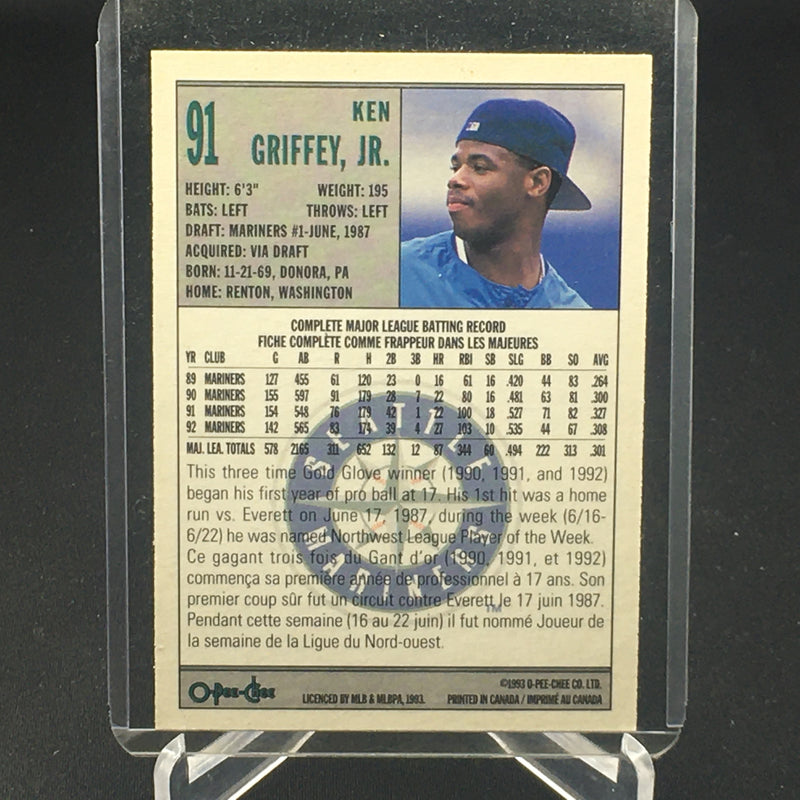 91
KEN
GRIFFEY, JR.
HEIGHT: 6'3" WEIGHT: 195
BATS: LEFT THROWS: LEFT
DRAFT: MARINERS #1-JUNE, 1987
ACQUIRED: VIA DRAFT
BORN: 11-21-69, DONORA, PA
HOME: RENTON, WASHINGTON
COMPLETE MAJOR LEAGUE BATTING RECORD
FICHE COMPLÈTE COMME FRAPPEUR DANS LES MAJEURES
YR CLUB G AB R H 2B 3B HR RBI SB SLG BB SO AVG
89 MARINERS 127 455 61 120 23 0 16 61 16 .420 44 83 .264
90 MARINERS 155 597 91 179 28 7 22 80 16 .481 63 81 .300
91 MARINERS 154 548 76 179 42 1 22 100 18 .527 71 82 .327
92 MARINERS 142 565 83 174 39 4 27 103 10 .535 44 67 .308
MAJ. LEA. TOTALS 578 2165 311 652 132 12 87 344 60 .494 222 313 .301
This three time Gold Glove winner (1990, 1991, and 1992)
began his first year of pro ball at 17. His 1st hit was a home
run vs. Everett on June 17, 1987, during the week (6/16-
6/22) he was named Northwest League Player of the Week.
Ce gagant trois fois du Gant d'or (1990, 1991, et 1992)
commença sa première année de professionnel à 17 ans. Son
premier coup sûr fut un circuit contre Everett le 17 juin 1987.
Pendant cette semaine (16 au 22 juin) il fut nommé Joueur de
la semaine de la Ligue du Nord-ouest.
SEATTLE
MARINERS
TM
O-Pee-Chee
LICENCED BY MLB & MLBPA, 1993.
©1993 O-PEE-CHEE CO. LTD.
PRINTED IN CANADA / IMPRIMÉ AU CANADA